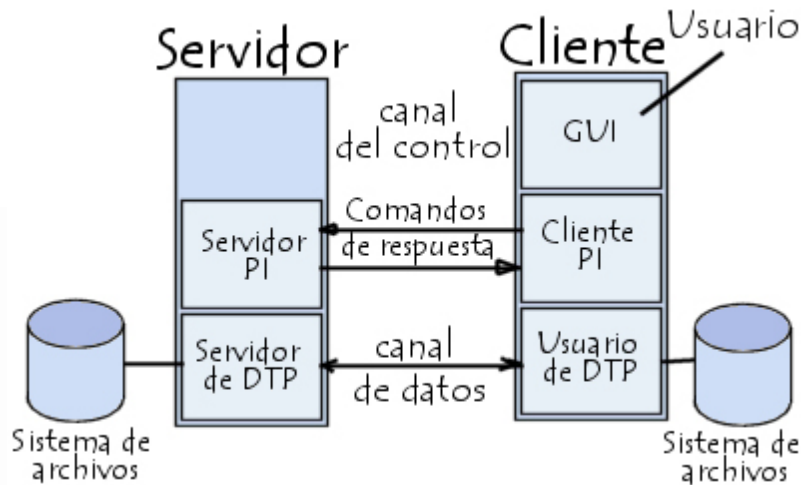 Servidor
Cliente
Usuario
canal
del control
GUI
Comandos
de respuesta
Servidor
PI
Cliente
PI
Servidor
de DTP
canal
de datos
Usuario
de DTP
Sistema de
archivos
Sistema de
archivos